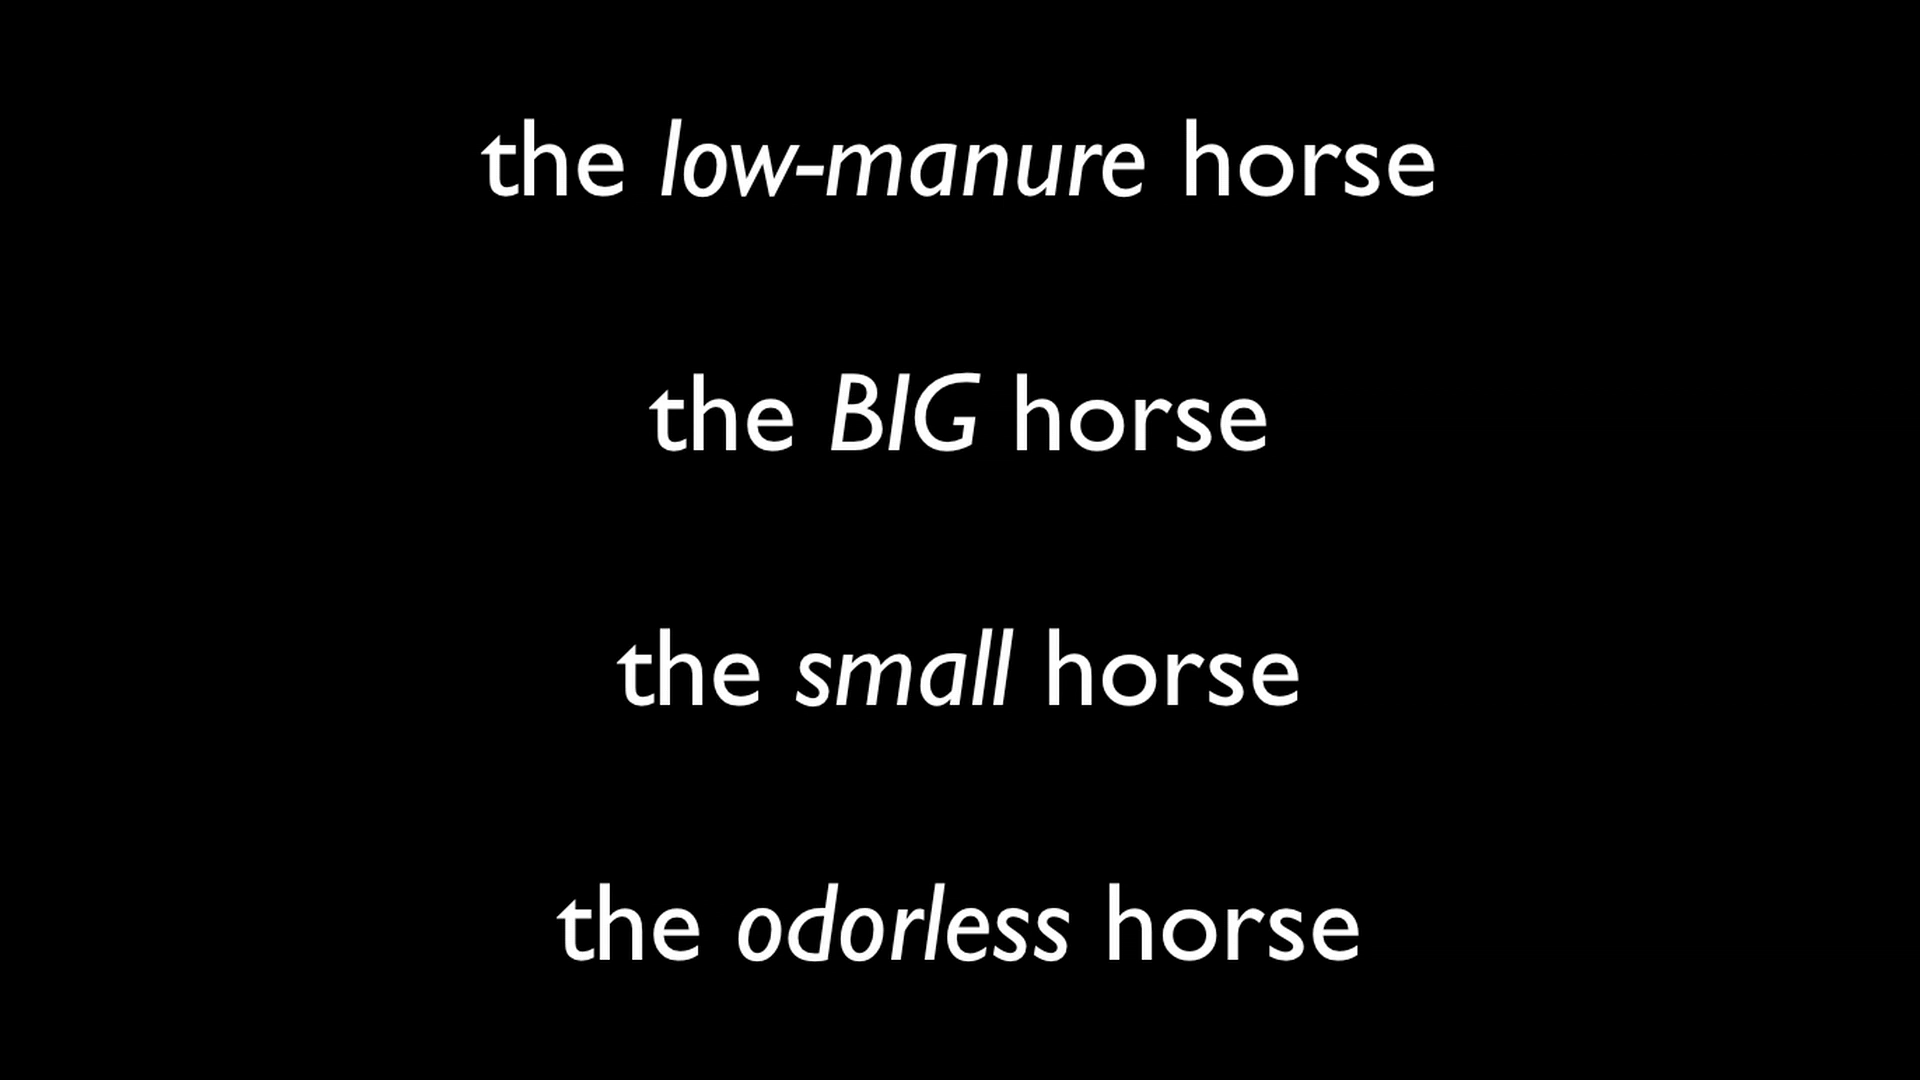 the low-manure horse
the BIG horse
the small horse
the odorless horse